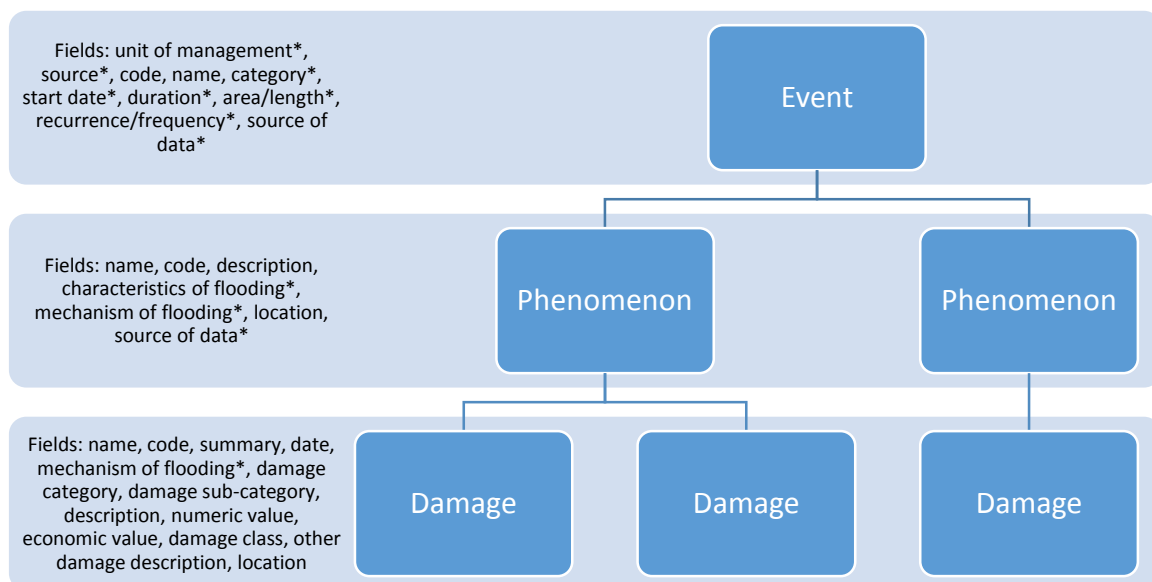 Fields: unit of management*,
source*, code, name, category*,
start date*, duration*, area/length*,
recurrence/frequency*, source of
data*
Event
Fields: name, code, description,
characteristics of flooding*,
mechanism of flooding*, location,
source of data*
Phenomenon
Phenomenon
Fields: name, code, summary, date,
mechanism of flooding*, damage
category, damage sub-category,
description, numeric value,
economic value, damage class, other
damage description, location
Damage
Damage
Damage